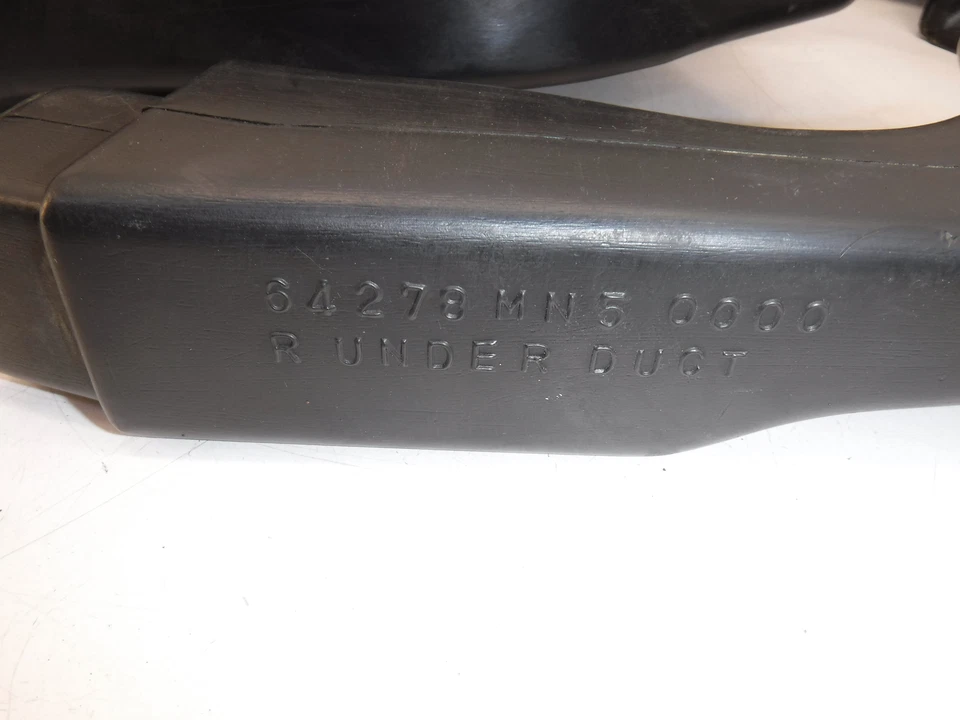 64278 MN5 0000
R UNDER DUCT